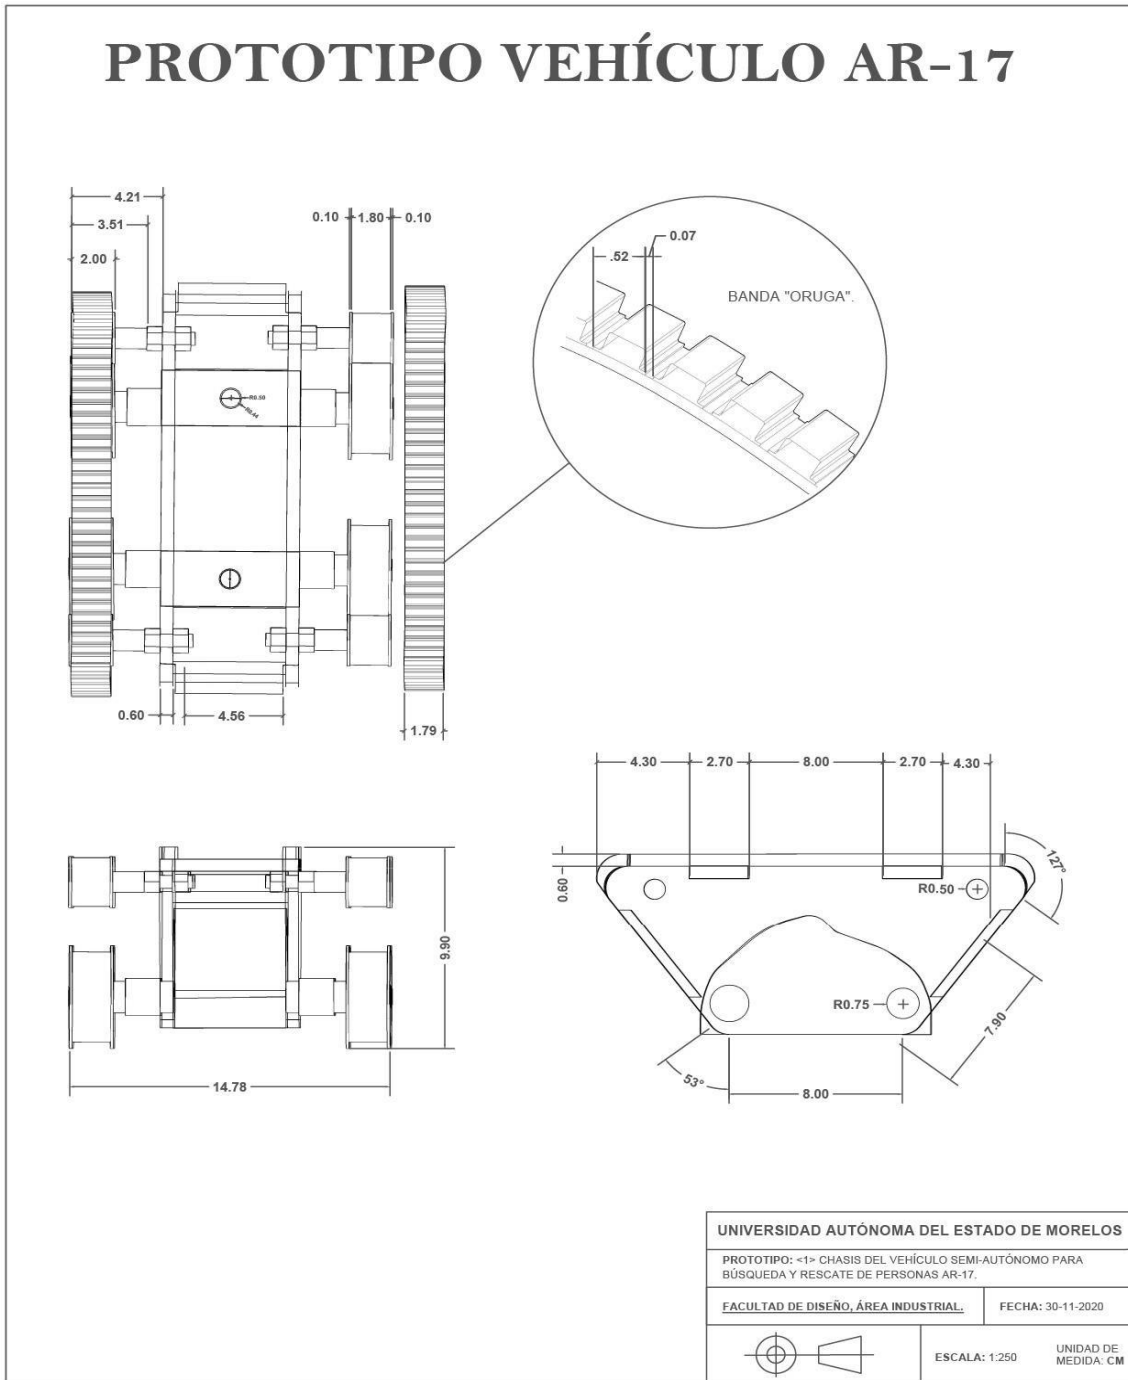 PROTOTIPO VEHÍCULO AR-17
4.21
3.51
2.00
0.10 1.80 0.10
0.07
.52
BANDA "ORUGA".
R0.50
R0.44
0.60
4.56
1.79
4.30 2.70 8.00 2.70 4.30
127°
0.60
R0.50
R0.75
7.90
53°
8.00
9.90
14.78
UNIVERSIDAD AUTÓNOMA DEL ESTADO DE MORELOS
PROTOTIPO: <1> CHASIS DEL VEHÍCULO SEMI-AUTÓNOMO PARA
BÚSQUEDA Y RESCATE DE PERSONAS AR-17.
FACULTAD DE DISEÑO, ÁREA INDUSTRIAL.
FECHA: 30-11-2020
ESCALA: 1:250
UNIDAD DE
MEDIDA: CM